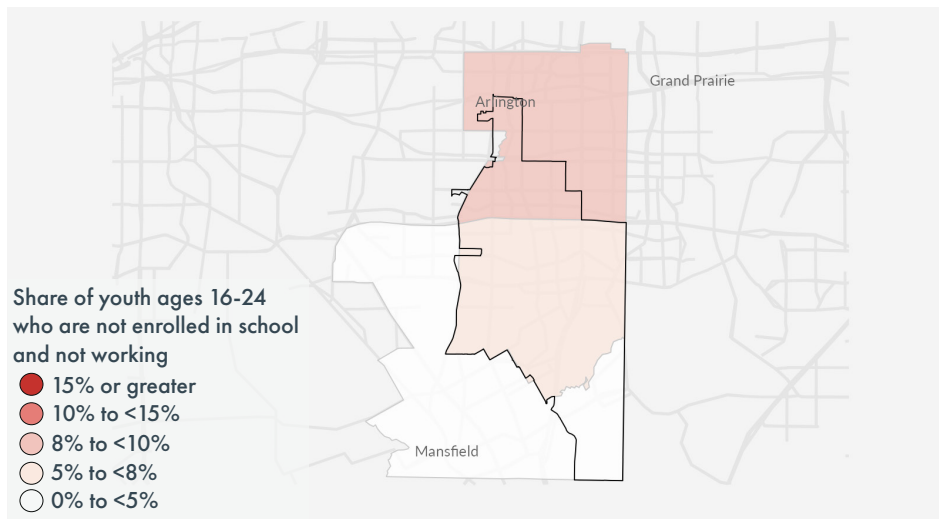 Grand Prairie
Arlington
Share of youth ages 16-24
who are not enrolled in school
and not working
15% or greater
10% to <15%
8% to <10%
5% to <8%
0% to <5%
Mansfield